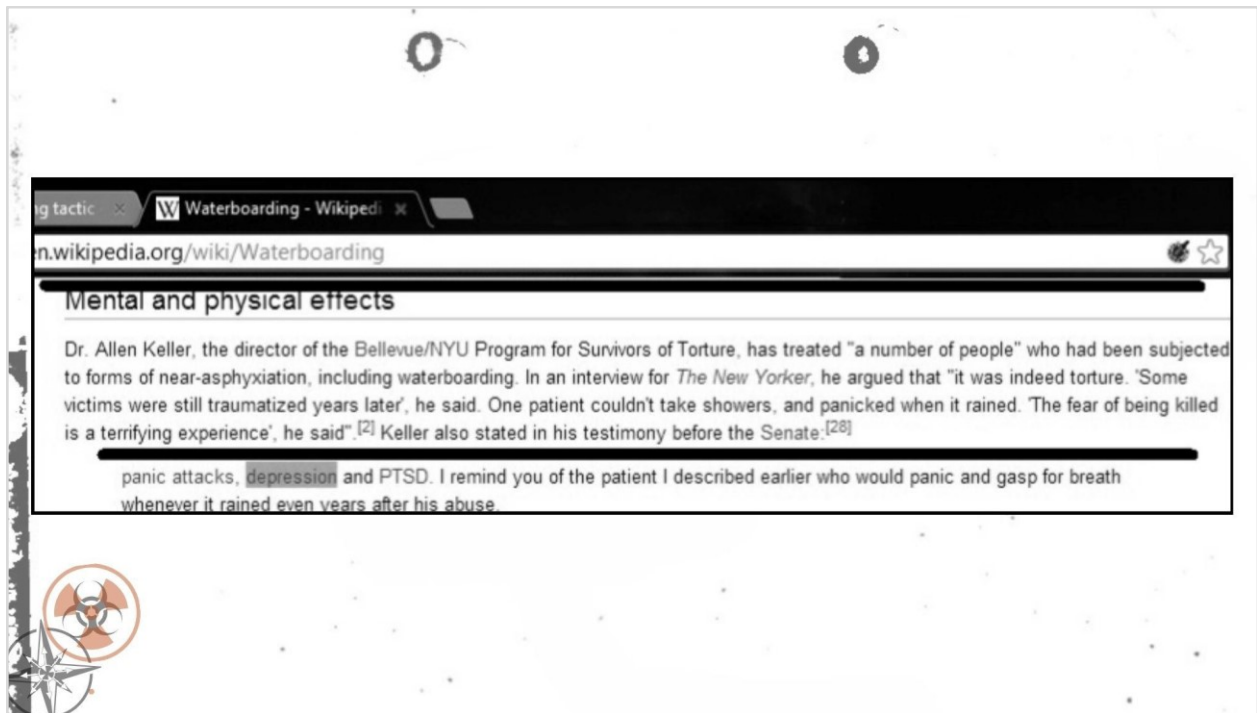 ng tactic
Waterboarding - Wikipedi
en.wikipedia.org/wiki/Waterboarding
Mental and physical effects
Dr. Allen Keller, the director of the Bellevue/NYU Program for Survivors of Torture, has treated "a number of people" who had been subjected
to forms of near-asphyxiation, including waterboarding. In an interview for The New Yorker, he argued that "it was indeed torture. 'Some
victims were still traumatized years later', he said. One patient couldn't take showers, and panicked when it rained. 'The fear of being killed
is a terrifying experience', he said".[2] Keller also stated in his testimony before the Senate:[28]
panic attacks, depression and PTSD. I remind you of the patient I described earlier who would panic and gasp for breath
whenever it rained even years after his abuse.